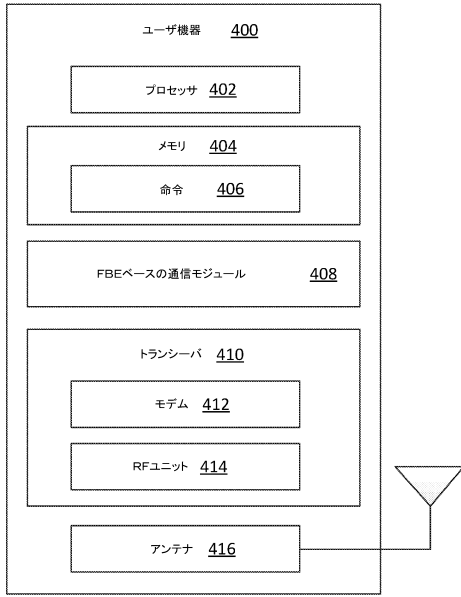 ユーザ機器 400
プロセッサ 402
メモリ 404
命令 406
FBEベースの通信モジュール 408
トランシーバ 410
モデム 412
RFユニット 414
アンテナ 416